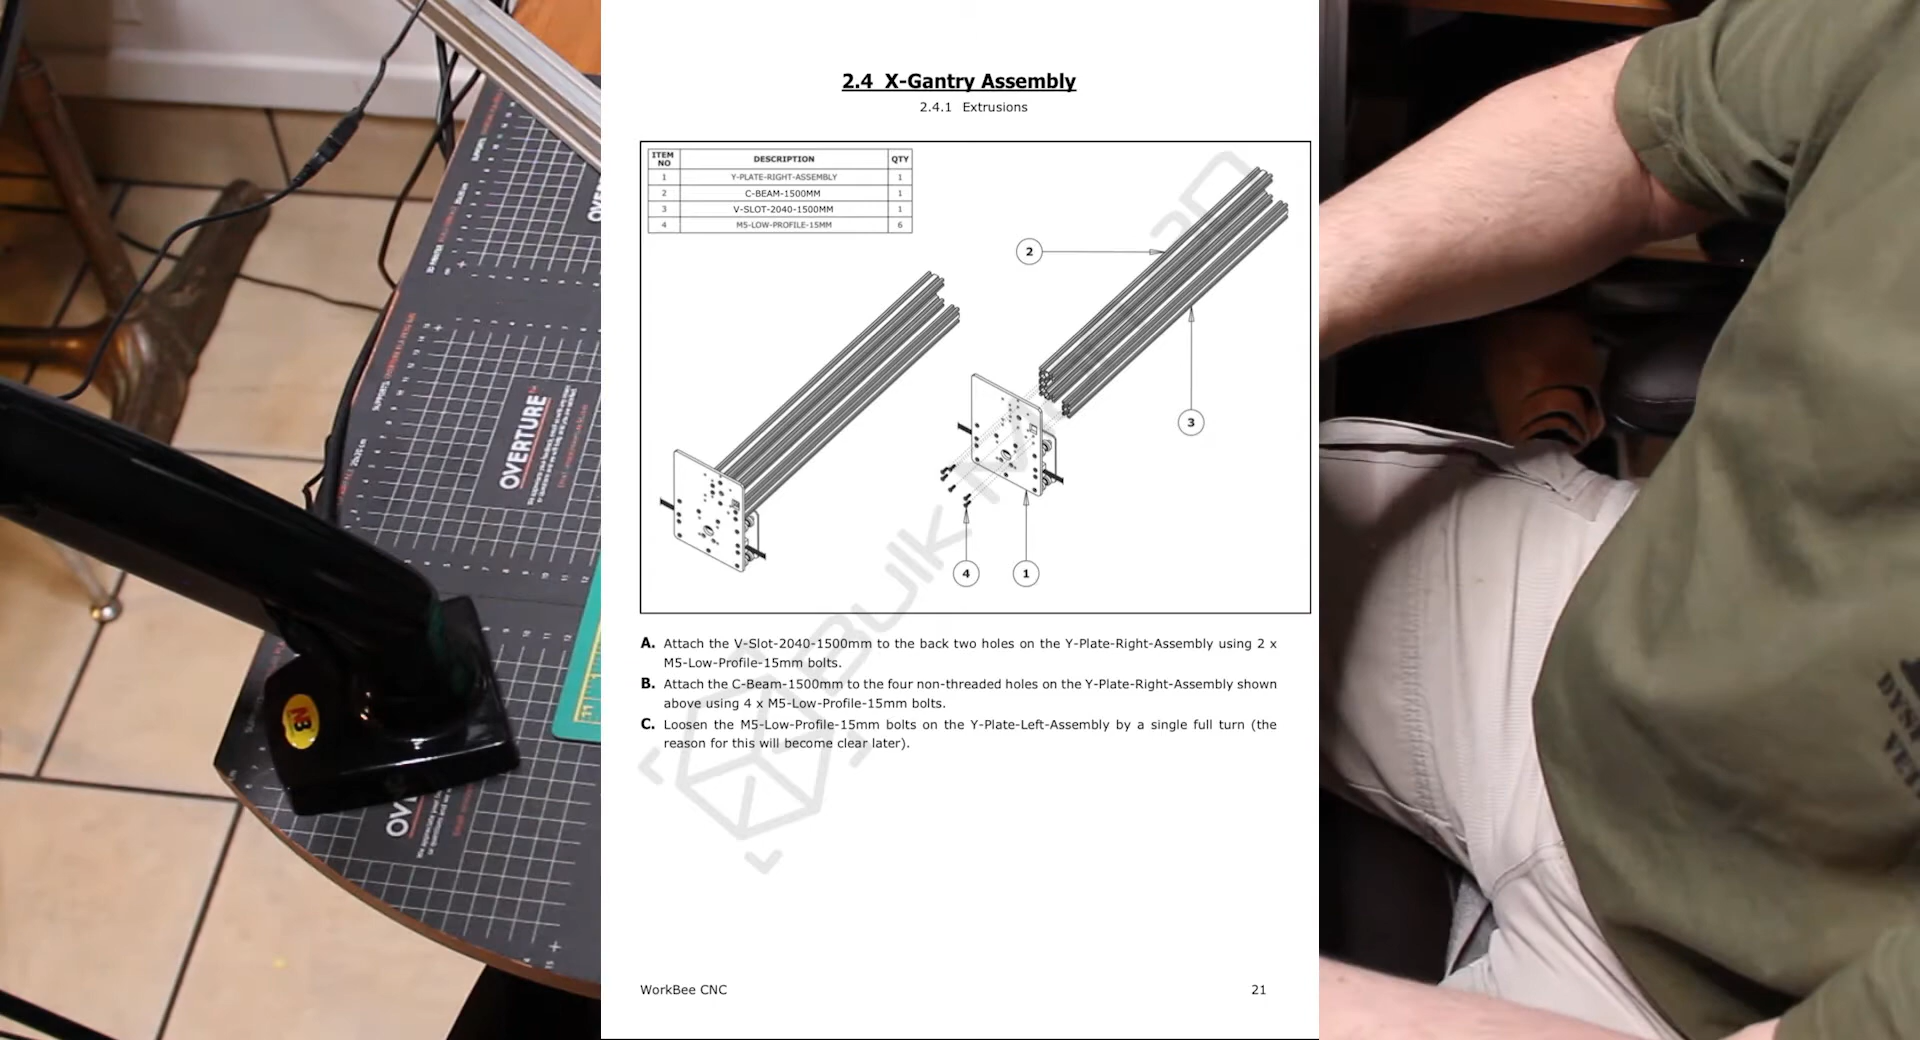 2.4 X-Gantry Assembly
2.4.1 Extrusions
ITEM NO DESCRIPTION QTY
1 Y-PLATE-RIGHT-ASSEMBLY 1
2 C-BEAM-1500MM 1
3 V-SLOT-2040-1500MM 1
4 M5-LOW-PROFILE-15MM 6
2
3
4
1
A. Attach the V-Slot-2040-1500mm to the back two holes on the Y-Plate-Right-Assembly using 2 x
M5-Low-Profile-15mm bolts.
B. Attach the C-Beam-1500mm to the four non-threaded holes on the Y-Plate-Right-Assembly shown
above using 4 x M5-Low-Profile-15mm bolts.
C. Loosen the M5-Low-Profile-15mm bolts on the Y-Plate-Left-Assembly by a single full turn (the
reason for this will become clear later).
WorkBee CNC 21
Bulk
OVERTURE
OV